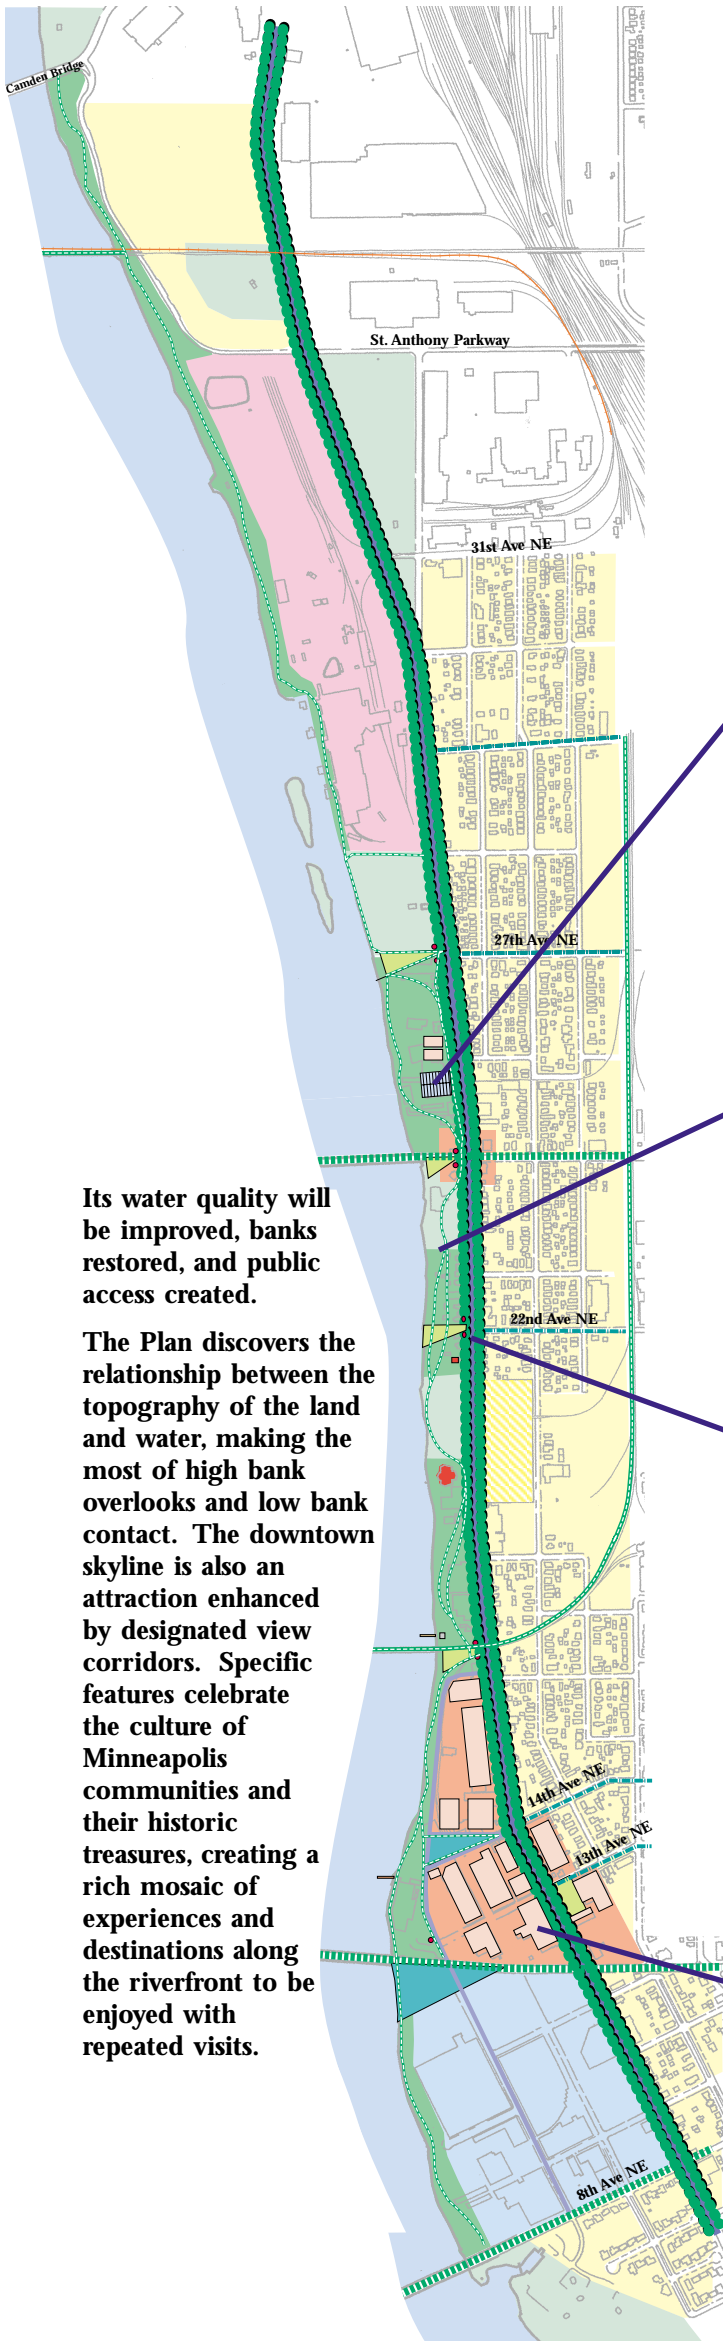 Camden Bridge
St. Anthony Parkway
31st Ave NE
27th Ave NE
Its water quality will
be improved, banks
restored, and public
access created.
22nd Ave NE
The Plan discovers the
relationship between the
topography of the land
and water, making the
most of high bank
overlooks and low bank
contact.  The downtown
skyline is also an
attraction enhanced
by designated view
corridors.  Specific
features celebrate
the culture of
Minneapolis
communities and
their historic
treasures, creating a
rich mosaic of
experiences and
destinations along
the riverfront to be
enjoyed with
repeated visits.
14th Ave NE
13th Ave NE
8th Ave NE